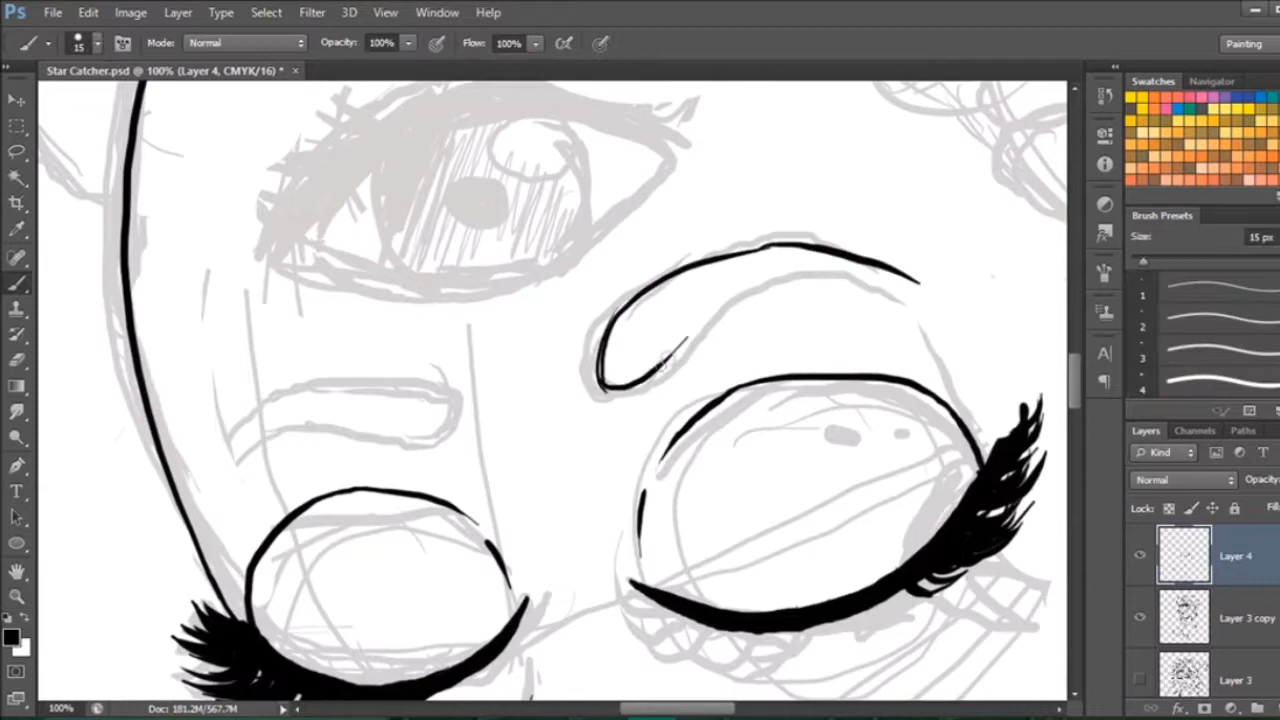 Ps File Edit Image Layer Type Select Filter 3D View Window Help
15 Mode: Normal Opacity: 100% Flow: 100% Painting
Star Catcher.psd @ 100% (Layer 4, CMYK/16) * ×
Swatches Navigator
Brush Presets
Size: 15 px
1
2
3
4
Layers Channels Paths
Kind
Normal Opacity:
Lock:
Layer 4
Layer 3 copy
Layer 3
100% Doc: 181.2M/567.7M